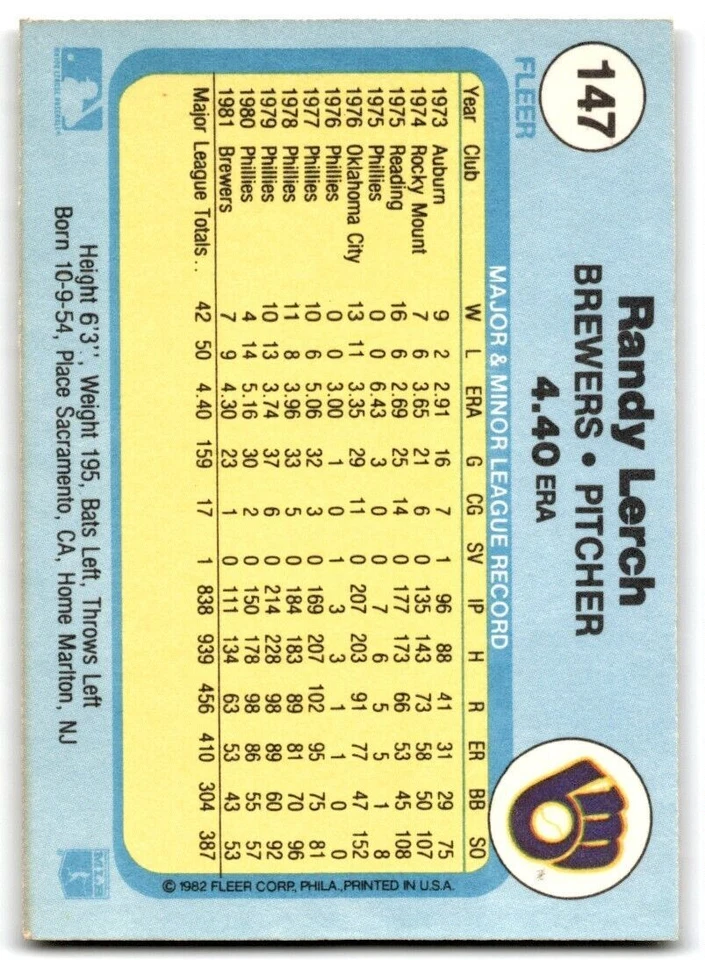 147
FLEER
Randy Lerch
BREWERS • PITCHER
4.40 ERA
MAJOR & MINOR LEAGUE RECORD
Year Club W L ERA G CG SV IP H R ER BB SO
1973 Auburn 9 2 2.91 16 7 1 96 88 41 31 29 75
1974 Rocky Mount 7 6 3.65 21 6 0 135 143 73 58 50 107
1975 Reading 16 6 2.69 25 14 0 177 173 66 53 45 108
1975 Phillies 0 0 6.43 3 0 0 7 6 5 5 1 8
1976 Oklahoma City 13 11 3.35 29 11 0 207 203 91 77 47 152
1976 Phillies 0 0 3.00 1 0 1 3 3 1 1 0 0
1977 Phillies 10 6 5.06 32 3 0 169 207 102 95 75 81
1978 Phillies 11 8 3.96 33 5 0 184 183 89 81 70 96
1979 Phillies 10 13 3.74 37 6 0 214 228 98 89 60 92
1980 Phillies 4 14 5.16 30 2 0 150 178 98 86 55 57
1981 Brewers 7 9 4.30 23 1 0 111 134 63 53 43 53
Major League Totals.. 42 50 4.40 159 17 1 838 939 456 410 304 387
Height 6'3'', Weight 195, Bats Left, Throws Left
Born 10-9-54, Place Sacramento, CA, Home Marlton, NJ
© 1982 FLEER CORP., PHILA., PRINTED IN U.S.A.